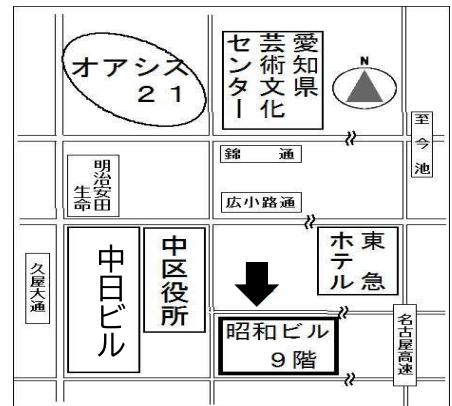 オアシス
２１
愛知県
芸術文化
センター
N
至今池
錦通
明治安田
生命
広小路通
久屋大通
中日ビル
中区役所
東急
ホテル
昭和ビル
９階
名古屋高速